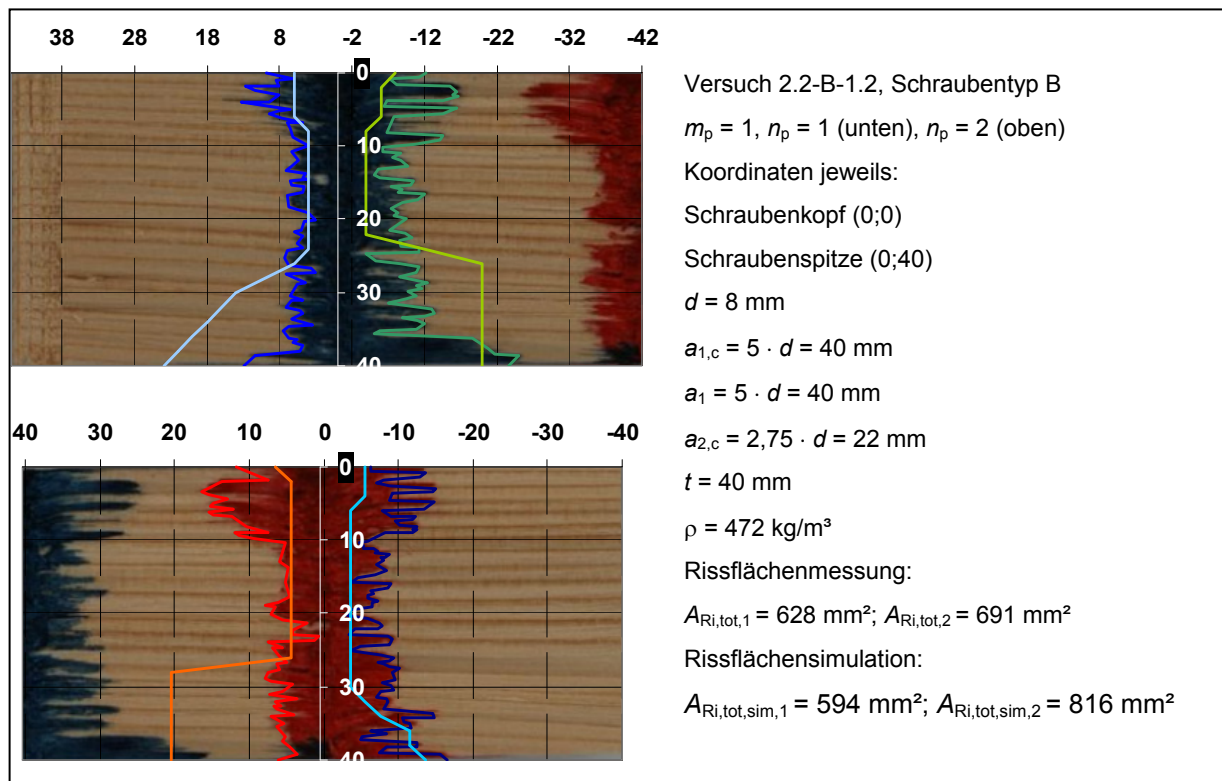 38 28 18 8 -2 -12 -22 -32 -42
0
10
20
30
40
40 30 20 10 0 -10 -20 -30 -40
0
10
20
30
40
Versuch 2.2-B-1.2, Schraubentyp B
mp = 1, np = 1 (unten), np = 2 (oben)
Koordinaten jeweils:
Schraubenkopf (0;0)
Schraubenspitze (0;40)
d = 8 mm
a1,c = 5 · d = 40 mm
a1 = 5 · d = 40 mm
a2,c = 2,75 · d = 22 mm
t = 40 mm
ρ = 472 kg/m³
Rissflächenmessung:
ARi,tot,1 = 628 mm²; ARi,tot,2 = 691 mm²
Rissflächensimulation:
ARi,tot,sim,1 = 594 mm²; ARi,tot,sim,2 = 816 mm²